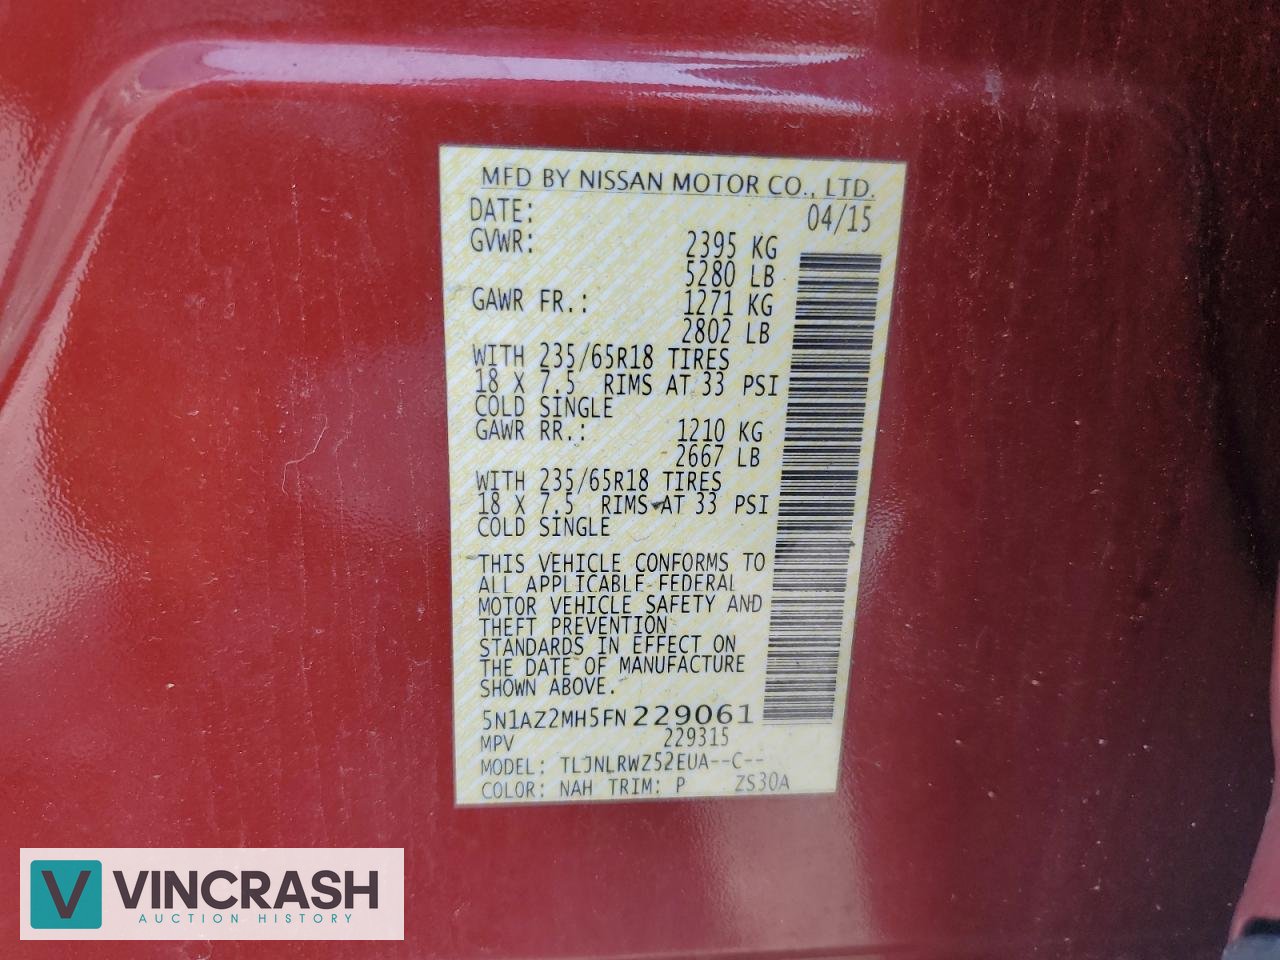 MFD BY NISSAN MOTOR CO., LTD.
DATE: 04/15
GVWR: 2395 KG
5280 LB
GAWR FR.: 1271 KG
2802 LB
WITH 235/65R18 TIRES
18 X 7.5 RIMS AT 33 PSI
COLD SINGLE
GAWR RR.: 1210 KG
2667 LB
WITH 235/65R18 TIRES
18 X 7.5 RIMS AT 33 PSI
COLD SINGLE
THIS VEHICLE CONFORMS TO
ALL APPLICABLE FEDERAL
MOTOR VEHICLE SAFETY AND
THEFT PREVENTION
STANDARDS IN EFFECT ON
THE DATE OF MANUFACTURE
SHOWN ABOVE.
5N1AZ2MH5FN229061
MPV 229315
MODEL: TLJNLRWZ52EUA--C--
COLOR: NAH TRIM: P ZS30A
V VINCRASH
AUCTION HISTORY